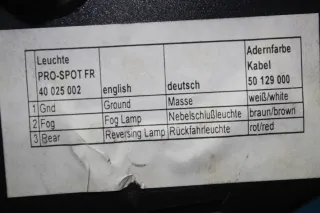 Leuchte
PRO-SPOT FR
40 025 002 english deutsch Adernfarbe Kabel 50 129 000
1 Gnd Ground Masse weiß/white
2 Fog Fog Lamp Nebelschlußleuchte braun/brown
3 Rear Reversing Lamp Rückfahrleuchte rot/red